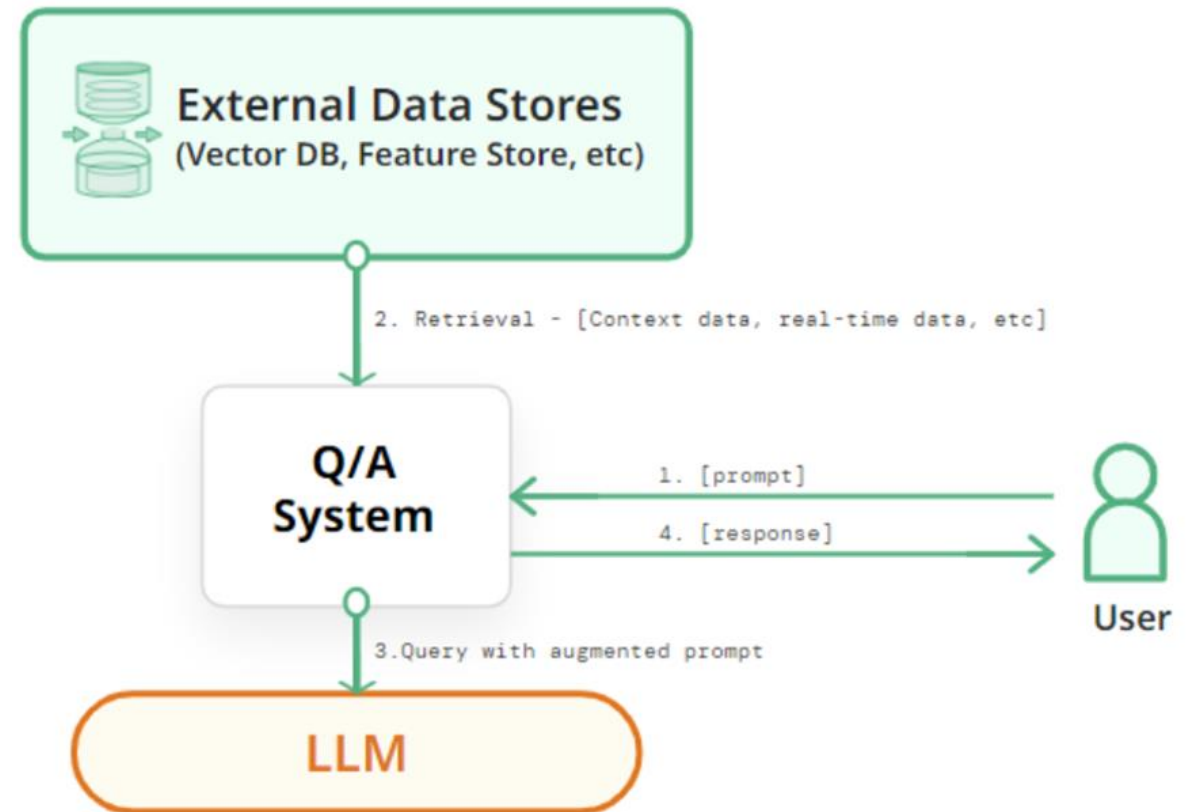 External Data Stores
(Vector DB, Feature Store, etc)
2. Retrieval - [Context data, real-time data, etc]
Q/A
System
1. [prompt]
4. [response]
User
3.Query with augmented prompt
LLM